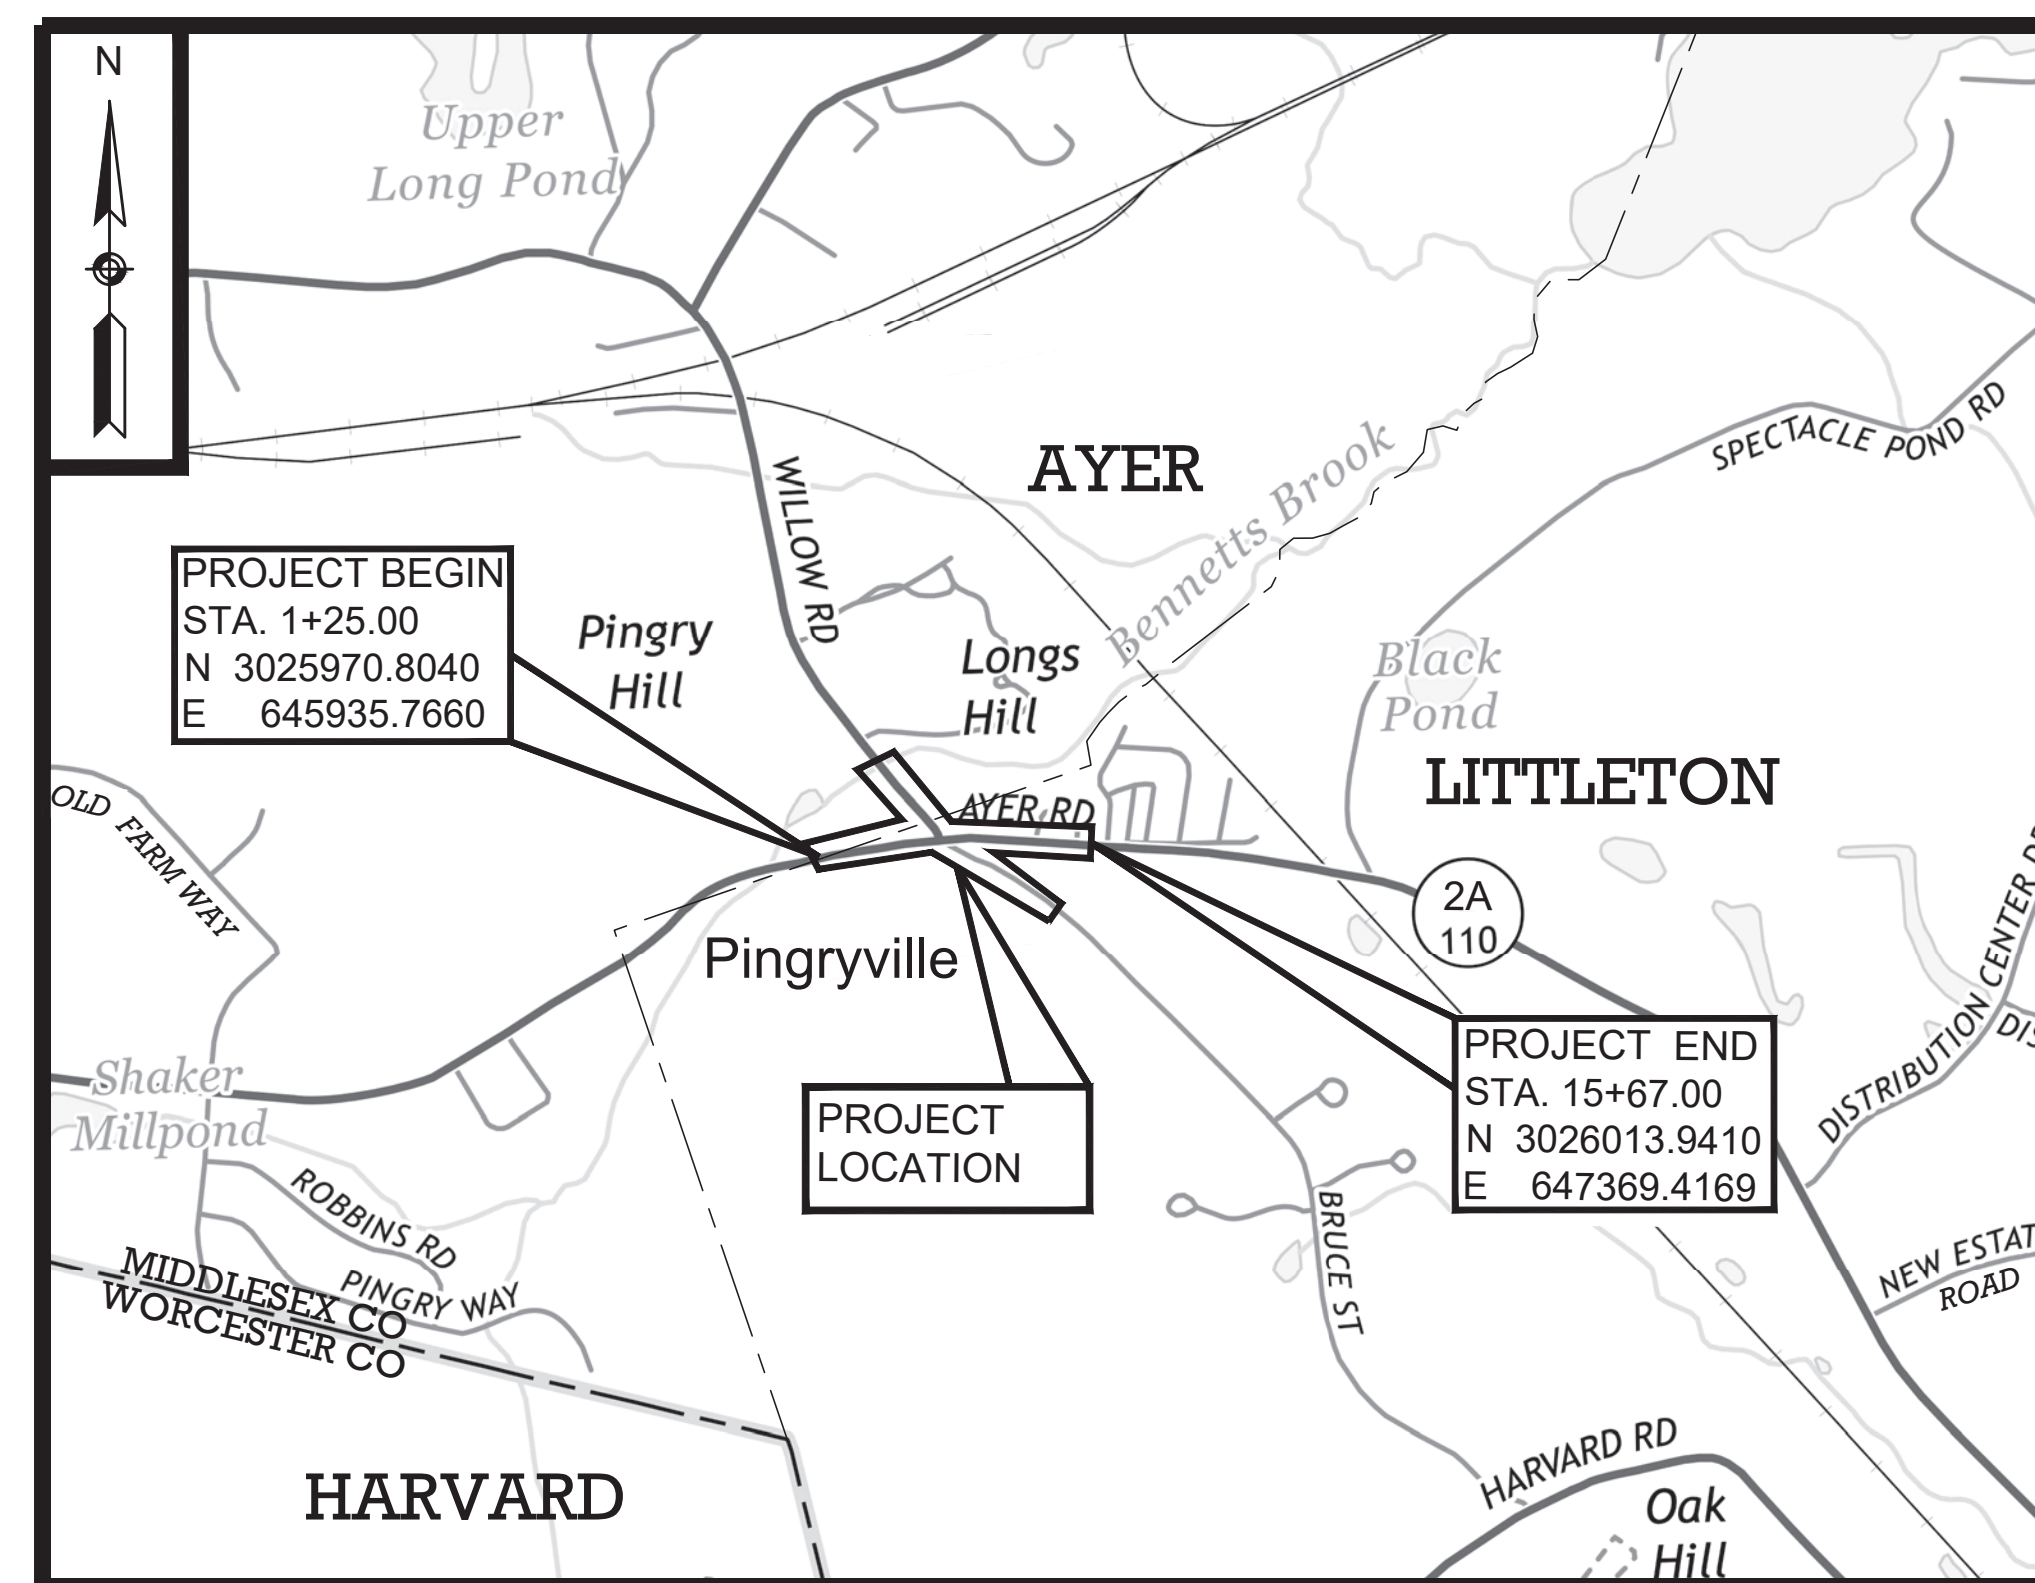 N
Upper
Long Pond
AYER
WILLOW RD
Bennetts Brook
SPECTACLE POND RD
PROJECT BEGIN
STA. 1+25.00
N 3025970.8040
E 645935.7660
Pingry
Hill
Longs
Hill
Black
Pond
LITTLETON
OLD FARM WAY
AYER RD
2A
110
Pingryville
DISTRIBUTION CENTER
DIS
PROJECT END
STA. 15+67.00
N 3026013.9410
E 647369.4169
Shaker
Millpond
PROJECT
LOCATION
ROBBINS RD
PINGRY WAY
BRUCE ST
NEW ESTAT
ROAD
MIDDLESEX CO
WORCESTER CO
HARVARD
HARVARD RD
Oak
Hill